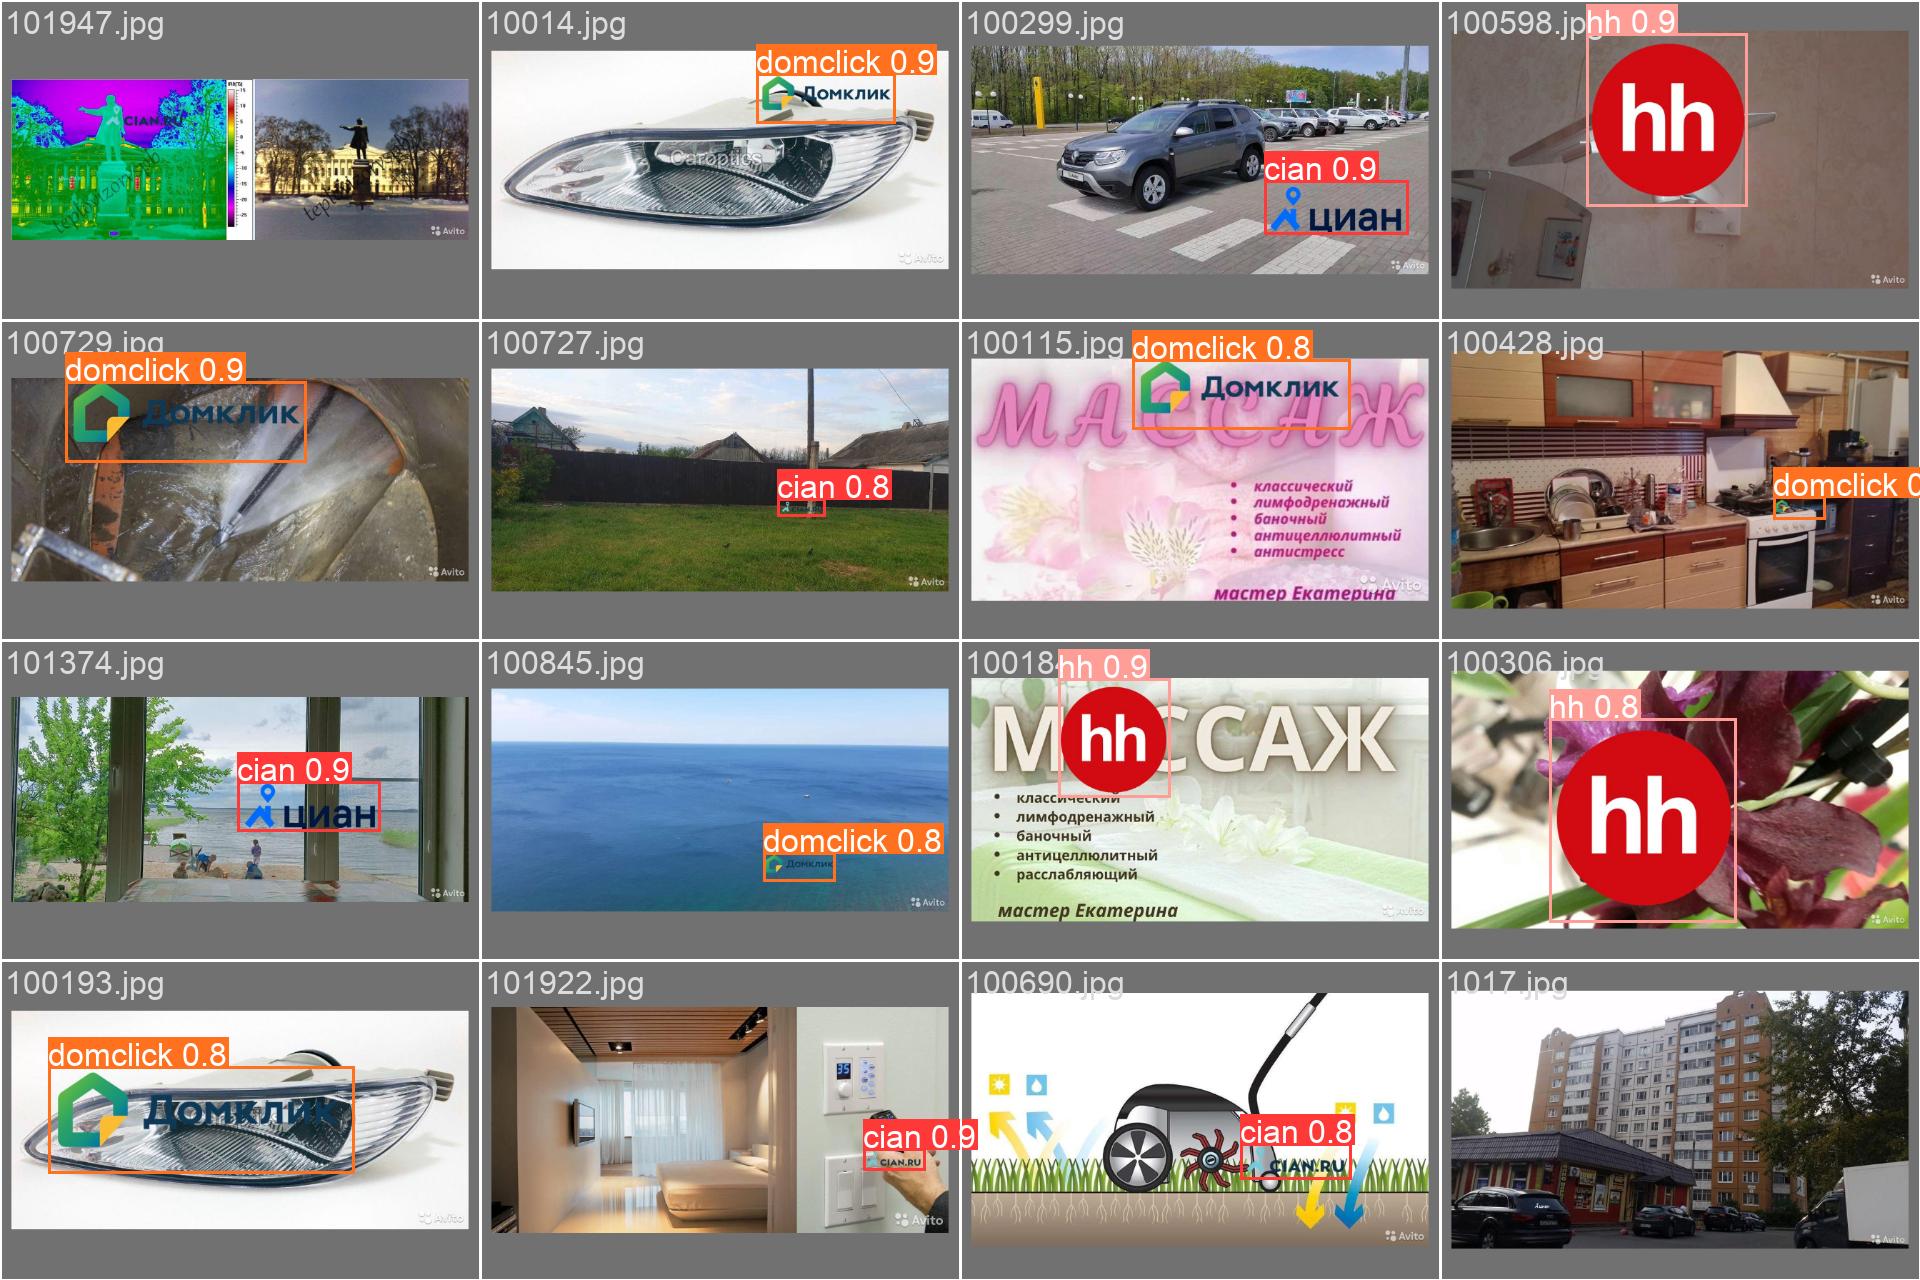 101947.jpg
CIAN.RU
teplovizory-spb
Avito
10014.jpg
domclick 0.9
Домклик
Caroptics
Avito
100299.jpg
cian 0.9
циан
Avito
100598.jpg
hh 0.9
hh
Avito
100729.jpg
domclick 0.9
Домклик
Avito
100727.jpg
cian 0.8
Avito
100115.jpg
domclick 0.8
Домклик
МАССАЖ
• классический
• лимфодренажный
• баночный
• антицеллюлитный
• антистресс
мастер Екатерина
Avito
100428.jpg
domclick 0
Avito
101374.jpg
cian 0.9
циан
Avito
100845.jpg
domclick 0.8
Домклик
Avito
100184
hh 0.9
hh
М ССАЖ
• классический
• лимфодренажный
• баночный
• антицеллюлитный
• расслабляющий
мастер Екатерина
Avito
100306.jpg
hh 0.8
hh
Avito
100193.jpg
domclick 0.8
Домклик
Avito
101922.jpg
35
cian 0.9
CIAN.RU
Avito
100690.jpg
cian 0.8
CIAN.RU
Avito
1017.jpg
Avito